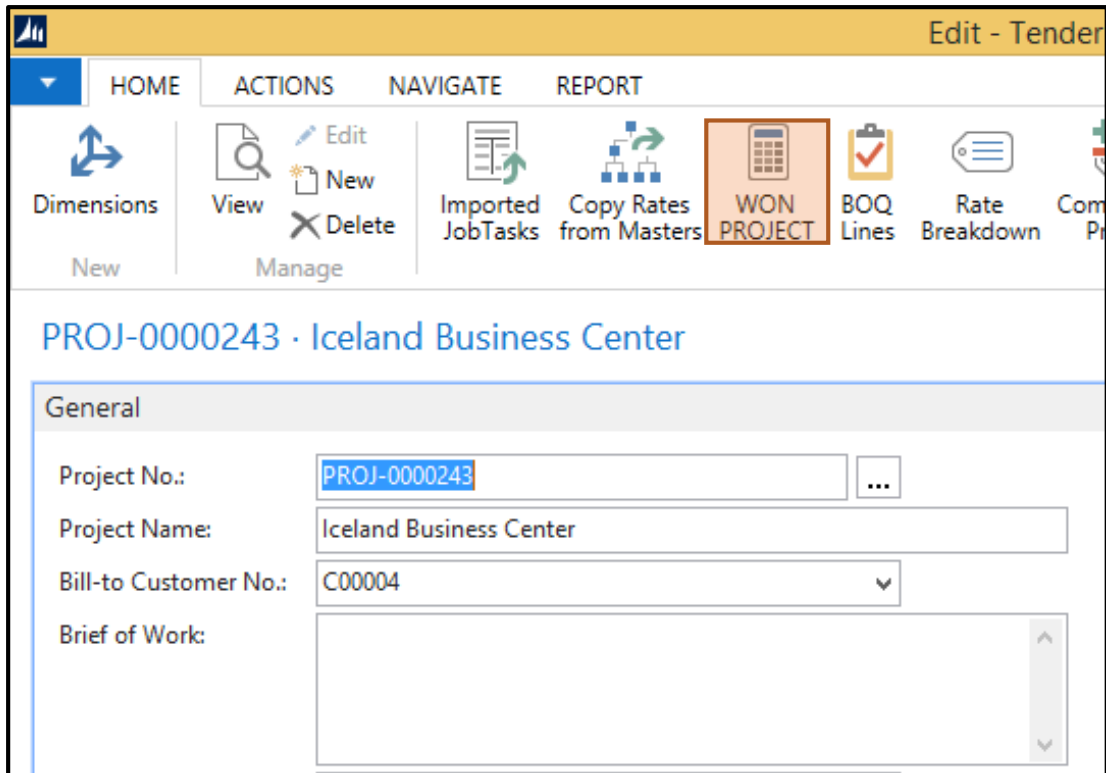 Edit - Tender
HOME ACTIONS NAVIGATE REPORT
Dimensions
New
View
Edit
New
Delete
Manage
Imported
JobTasks
Copy Rates
from Masters
WON
PROJECT
BOQ
Lines
Rate
Breakdown
PROJ-0000243 · Iceland Business Center
General
Project No.: PROJ-0000243 ...
Project Name: Iceland Business Center
Bill-to Customer No.: C00004
Brief of Work: